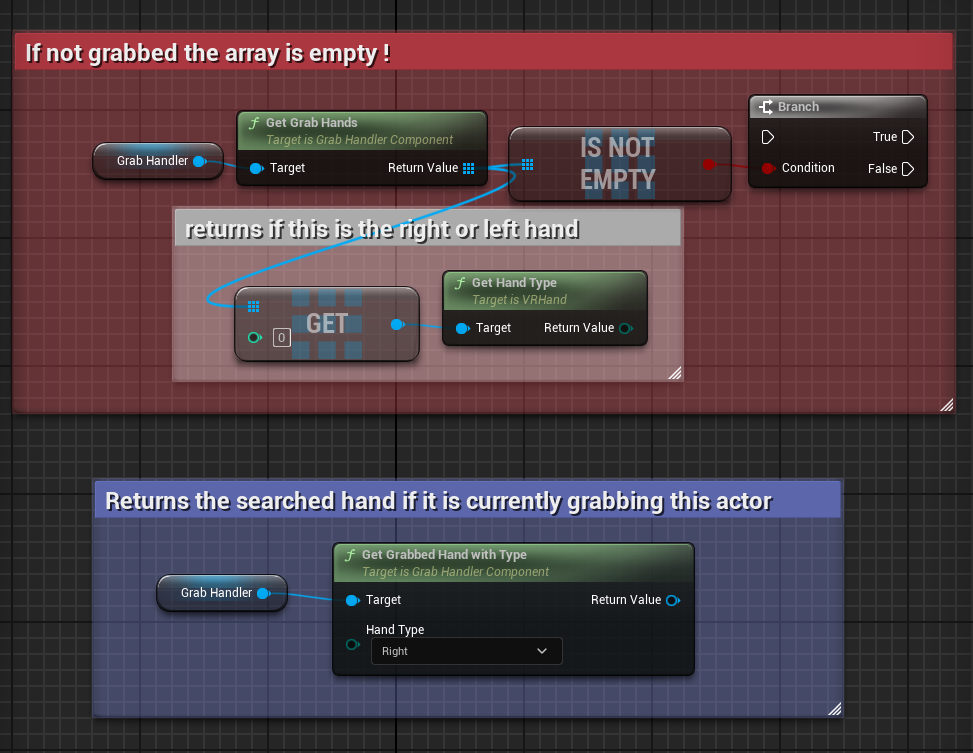 If not grabbed the array is empty !
Branch
Get Grab Hands
Target is Grab Handler Component
True
IS NOT
EMPTY
Grab Handler
Target
Return Value
Condition
False
returns if this is the right or left hand
Get Hand Type
Target is VRHand
GET
Target
Return Value
0
Returns the searched hand if it is currently grabbing this actor
Get Grabbed Hand with Type
Target is Grab Handler Component
Grab Handler
Target
Return Value
Hand Type
Right